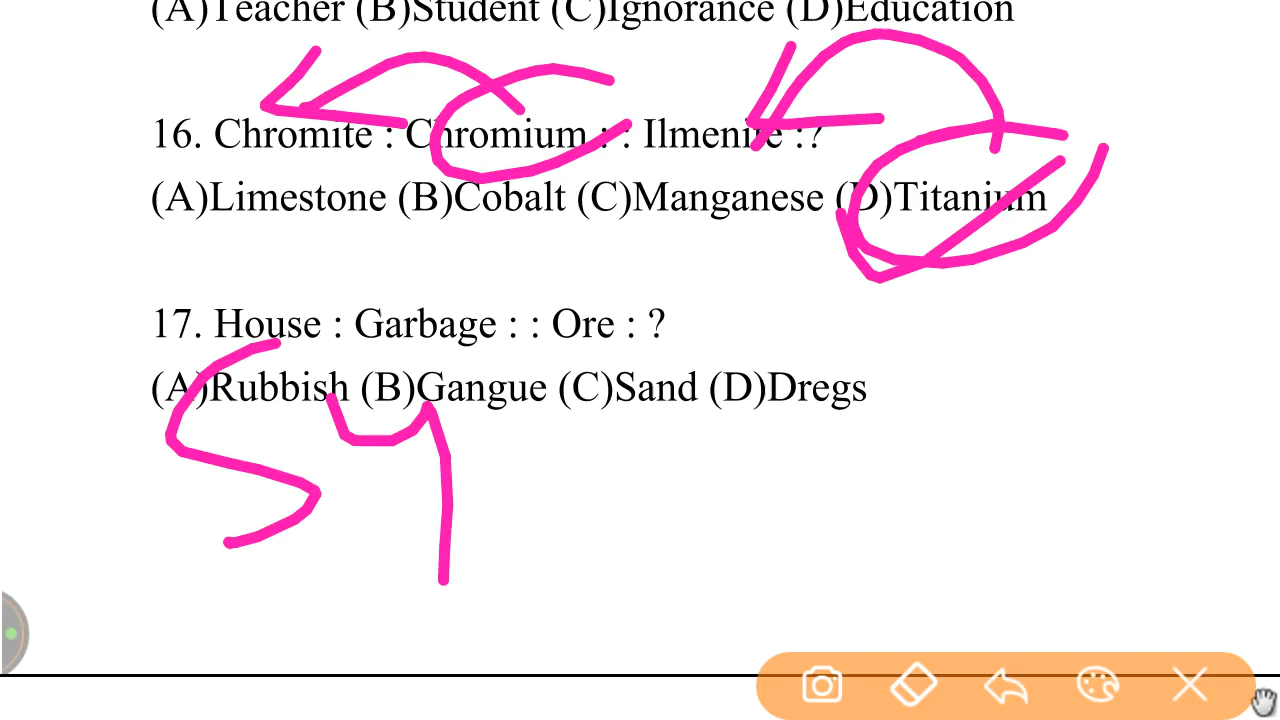 (A)Teacher (B)Student (C)Ignorance (D)Education
16. Chromite : Chromium : : Ilmenite :?
(A)Limestone (B)Cobalt (C)Manganese (D)Titanium
17. House : Garbage : : Ore : ?
(A)Rubbish (B)Gangue (C)Sand (D)Dregs